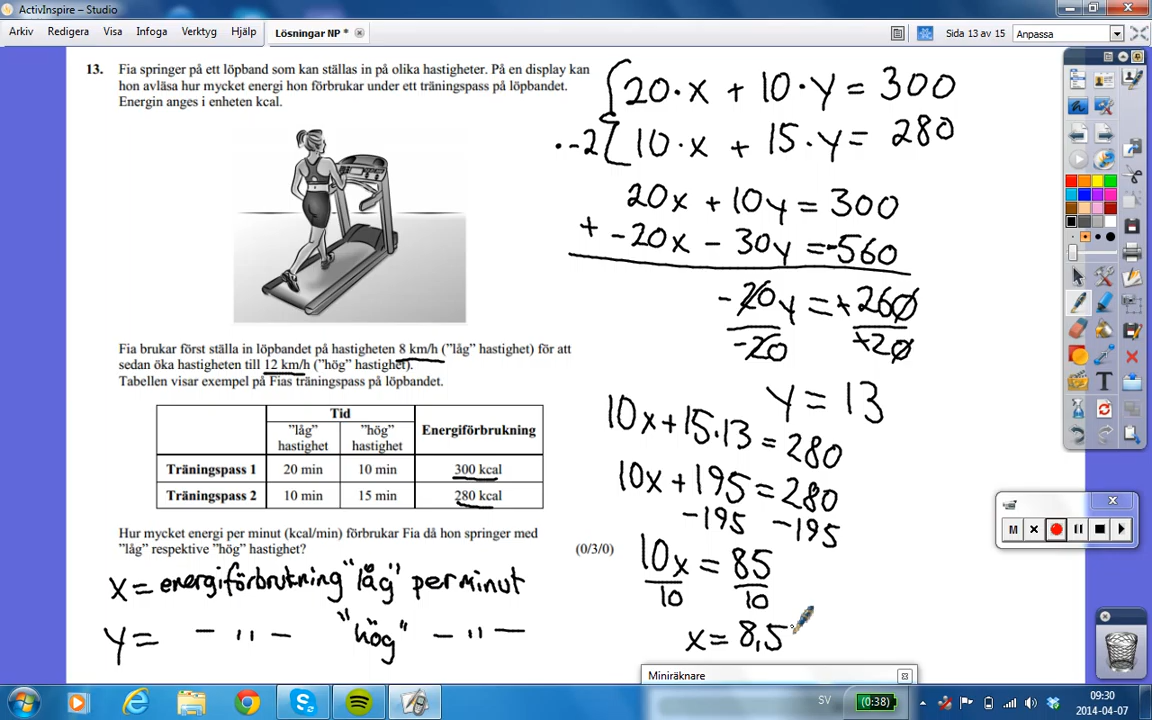 ActivInspire – Studio
Arkiv Redigera Visa Infoga Verktyg Hjälp
Lösningar NP *
Sida 13 av 15
Anpassa
13. Fia springer på ett löpband som kan ställas in på olika hastigheter. På en display kan
hon avläsa hur mycket energi hon förbrukar under ett träningspass på löpbandet.
Energin anges i enheten kcal.
Fia brukar först ställa in löpbandet på hastigheten 8 km/h ("låg" hastighet) för att
sedan öka hastigheten till 12 km/h ("hög" hastighet).
Tabellen visar exempel på Fias träningspass på löpbandet.
Tid
"låg" hastighet
"hög" hastighet
Energiförbrukning
Träningspass 1 20 min 10 min 300 kcal
Träningspass 2 10 min 15 min 280 kcal
Hur mycket energi per minut (kcal/min) förbrukar Fia då hon springer med
"låg" respektive "hög" hastighet?
(0/3/0)
x = energiförbrukning "låg" per minut
y = – " – "hög" – " –
20·x + 10·y = 300
·-2 10·x + 15·y = 280
20x + 10y = 300
+ -20x - 30y = -560
-20y = +260
-20 +20
y = 13
10x + 15·13 = 280
10x + 195 = 280
-195 -195
10x = 85
10 10
x = 8,5
M
Miniräknare
SV
(0:38)
09:30
2014-04-07